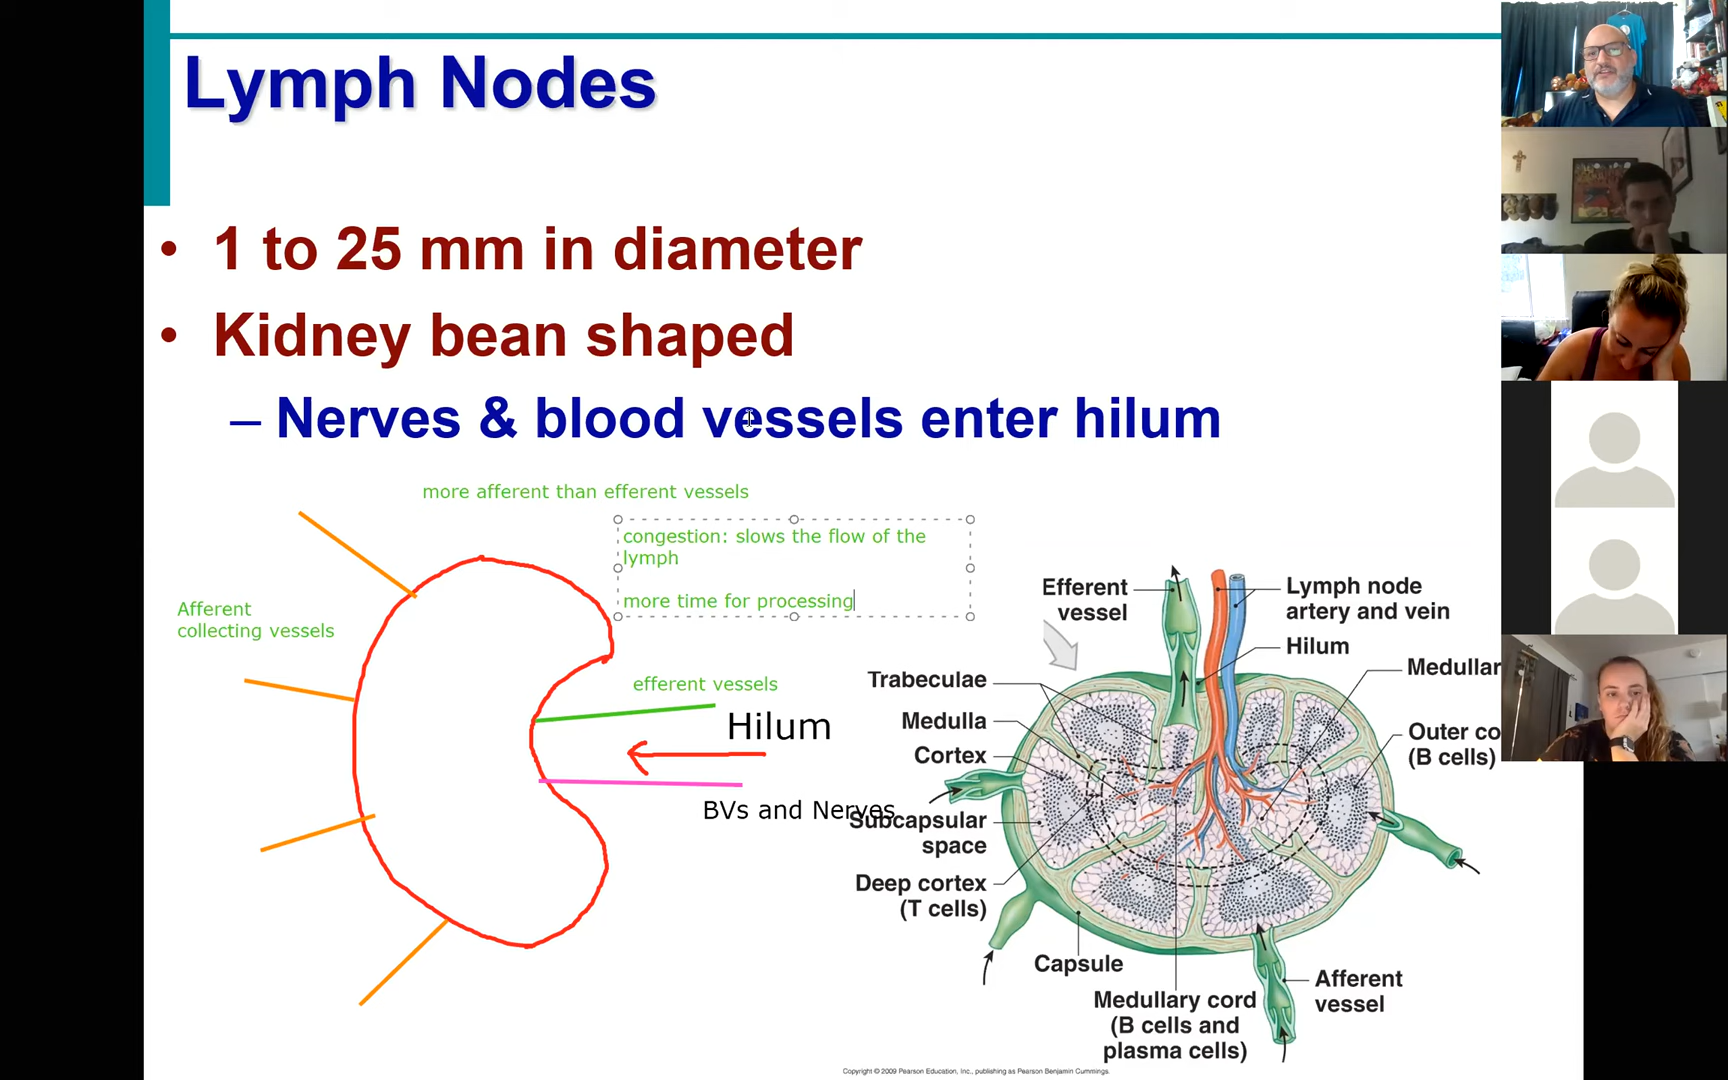 Lymph Nodes
• 1 to 25 mm in diameter
• Kidney bean shaped
– Nerves & blood vessels enter hilum
more afferent than efferent vessels
congestion: slows the flow of the
lymph
more time for processing
Afferent
collecting vessels
efferent vessels
Hilum
BVs and Nerves
Efferent
vessel
Lymph node
artery and vein
Hilum
Trabeculae
Medullar
Medulla
Cortex
Outer co
(B cells)
Subcapsular
space
Deep cortex
(T cells)
Capsule
Medullary cord
(B cells and
plasma cells)
Afferent
vessel
Copyright © 2009 Pearson Education, Inc., publishing as Pearson Benjamin Cummings.